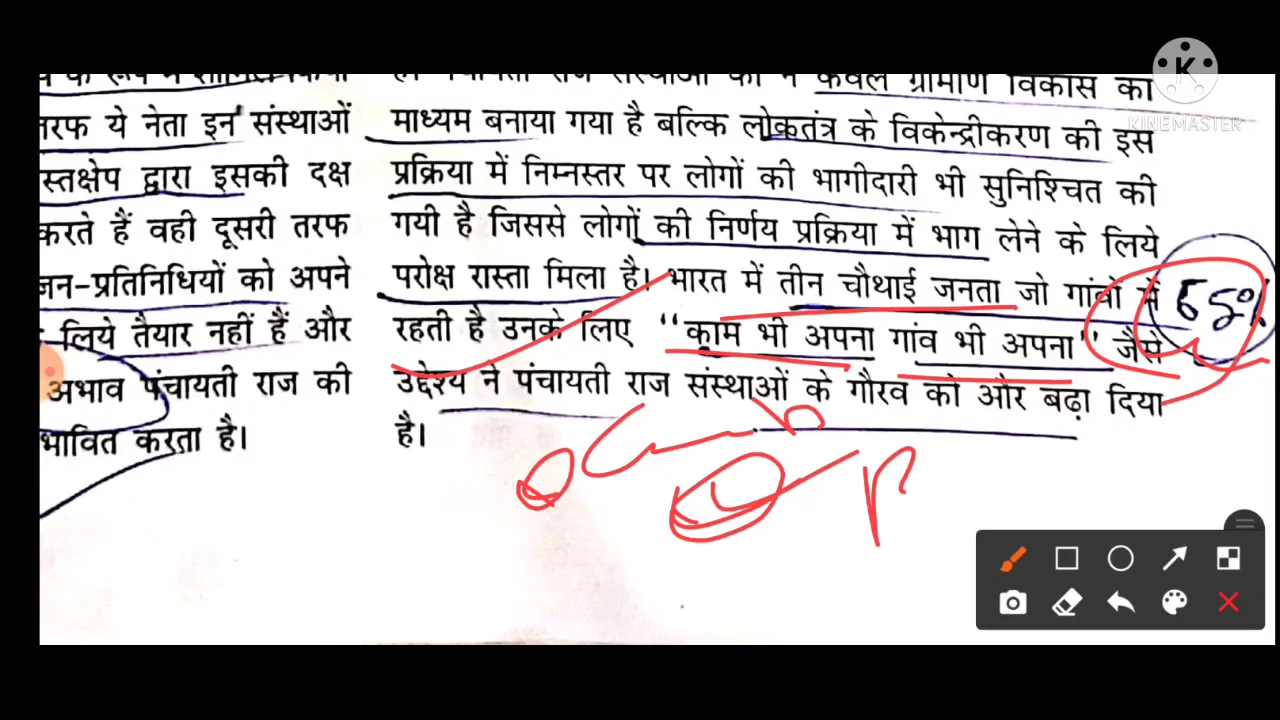 के रूप में शामिल किया
तरफ ये नेता इन संस्थाओं
स्तक्षेप द्वारा इसकी दक्ष
करते हैं वही दूसरी तरफ
जन-प्रतिनिधियों को अपने
लिये तैयार नहीं हैं और
अभाव पंचायती राज की
भावित करता है।
है। पंचायती राज संस्थाओं को न केवल ग्रामीण विकास का
माध्यम बनाया गया है बल्कि लोकतंत्र के विकेन्द्रीकरण की इस
प्रक्रिया में निम्नस्तर पर लोगों की भागीदारी भी सुनिश्चित की
गयी है जिससे लोगों की निर्णय प्रक्रिया में भाग लेने के लिये
परोक्ष रास्ता मिला है। भारत में तीन चौथाई जनता जो गांवो में
रहती है उनके लिए "काम भी अपना गांव भी अपना" जैसे
उद्देश्य ने पंचायती राज संस्थाओं के गौरव को और बढ़ा दिया
है।
65%
K
KINEMASTER